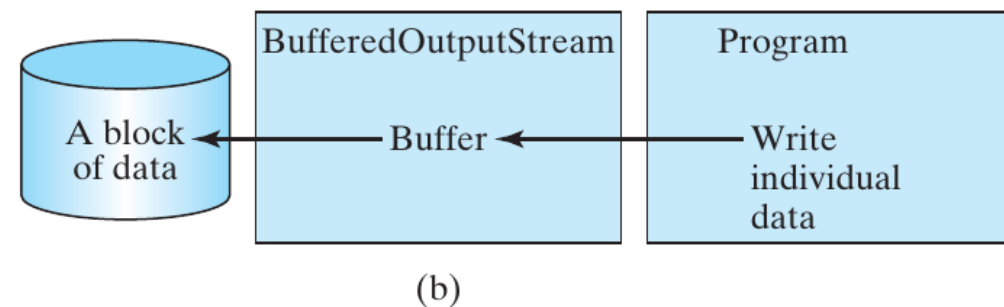 BufferedOutputStream
Program
A block
of data
Buffer
Write
individual
data
(b)